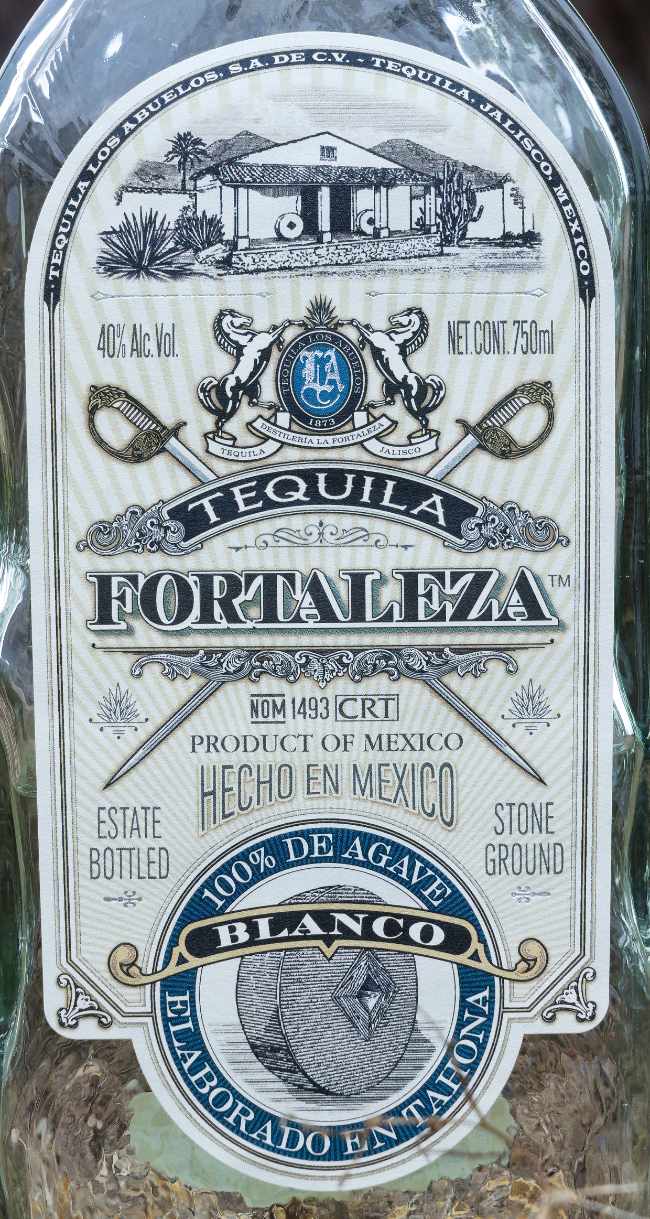 TEQUILA LOS ABUELOS, S.A. DE C.V. - TEQUILA, JALISCO, MEXICO
40% Alc. Vol.
NET. CONT. 750ml
TEQUILA LOS ABUELOS
LA
C
1873
DESTILERÍA LA FORTALEZA
TEQUILA
JALISCO
TEQUILA
FORTALEZA™
NOM 1493 CRT
PRODUCT OF MEXICO
HECHO EN MEXICO
ESTATE
BOTTLED
STONE
GROUND
100% DE AGAVE
BLANCO
ELABORADO EN TAHONA